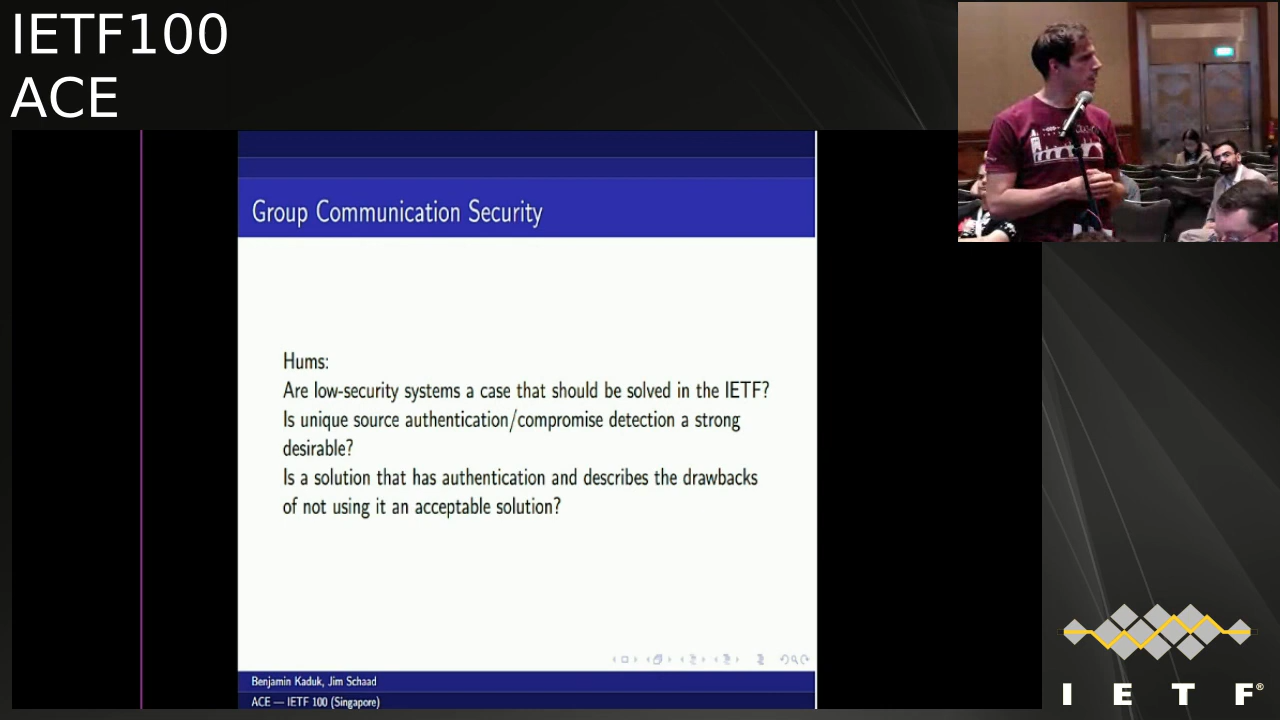 IETF100
ACE
Group Communication Security
Hums:
Are low-security systems a case that should be solved in the IETF?
Is unique source authentication/compromise detection a strong
desirable?
Is a solution that has authentication and describes the drawbacks
of not using it an acceptable solution?
Benjamin Kaduk, Jim Schaad
ACE — IETF 100 (Singapore)
I E T F®